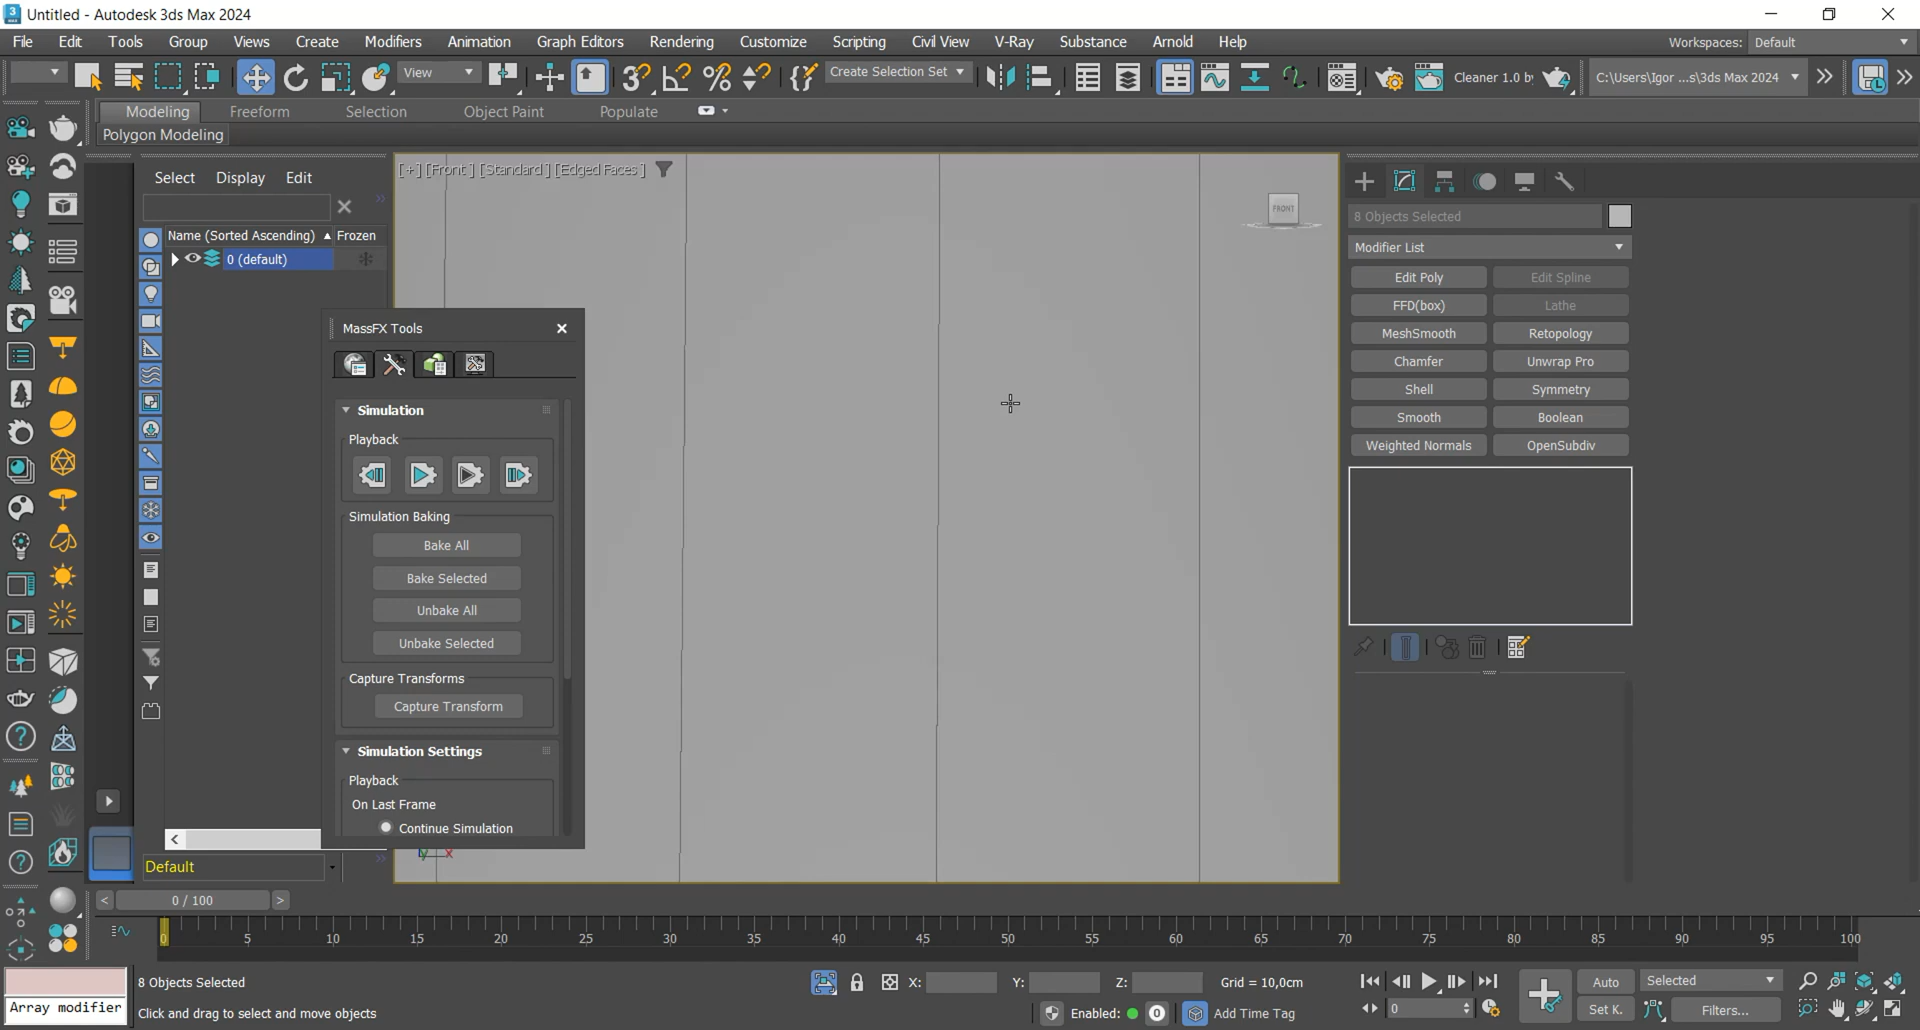 Untitled - Autodesk 3ds Max 2024
File Edit Tools Group Views Create Modifiers Animation Graph Editors Rendering Customize Scripting Civil View V-Ray Substance Arnold Help
Workspaces: Default
View
Create Selection Set
Cleaner 1.0 b
C:\Users\Igor ...s\3ds Max 2024
Modeling Freeform Selection Object Paint Populate
Polygon Modeling
Select Display Edit
Name (Sorted Ascending) Frozen
0 (default)
[+] [Front] [Standard] [Edged Faces]
FRONT
MassFX Tools
Simulation
Playback
Simulation Baking
Bake All
Bake Selected
Unbake All
Unbake Selected
Capture Transforms
Capture Transform
Simulation Settings
Playback
On Last Frame
Continue Simulation
8 Objects Selected
Modifier List
Edit Poly Edit Spline
FFD(box) Lathe
MeshSmooth Retopology
Chamfer Unwrap Pro
Shell Symmetry
Smooth Boolean
Weighted Normals OpenSubdiv
y x
Default
< 0 / 100 >
0 5 10 15 20 25 30 35 40 45 50 55 60 65 70 75 80 85 90 95 100
8 Objects Selected
X: Y: Z: Grid = 10,0cm
Auto Selected
Array modifier
Click and drag to select and move objects
Enabled: 0
Add Time Tag
0
Set K. Filters...